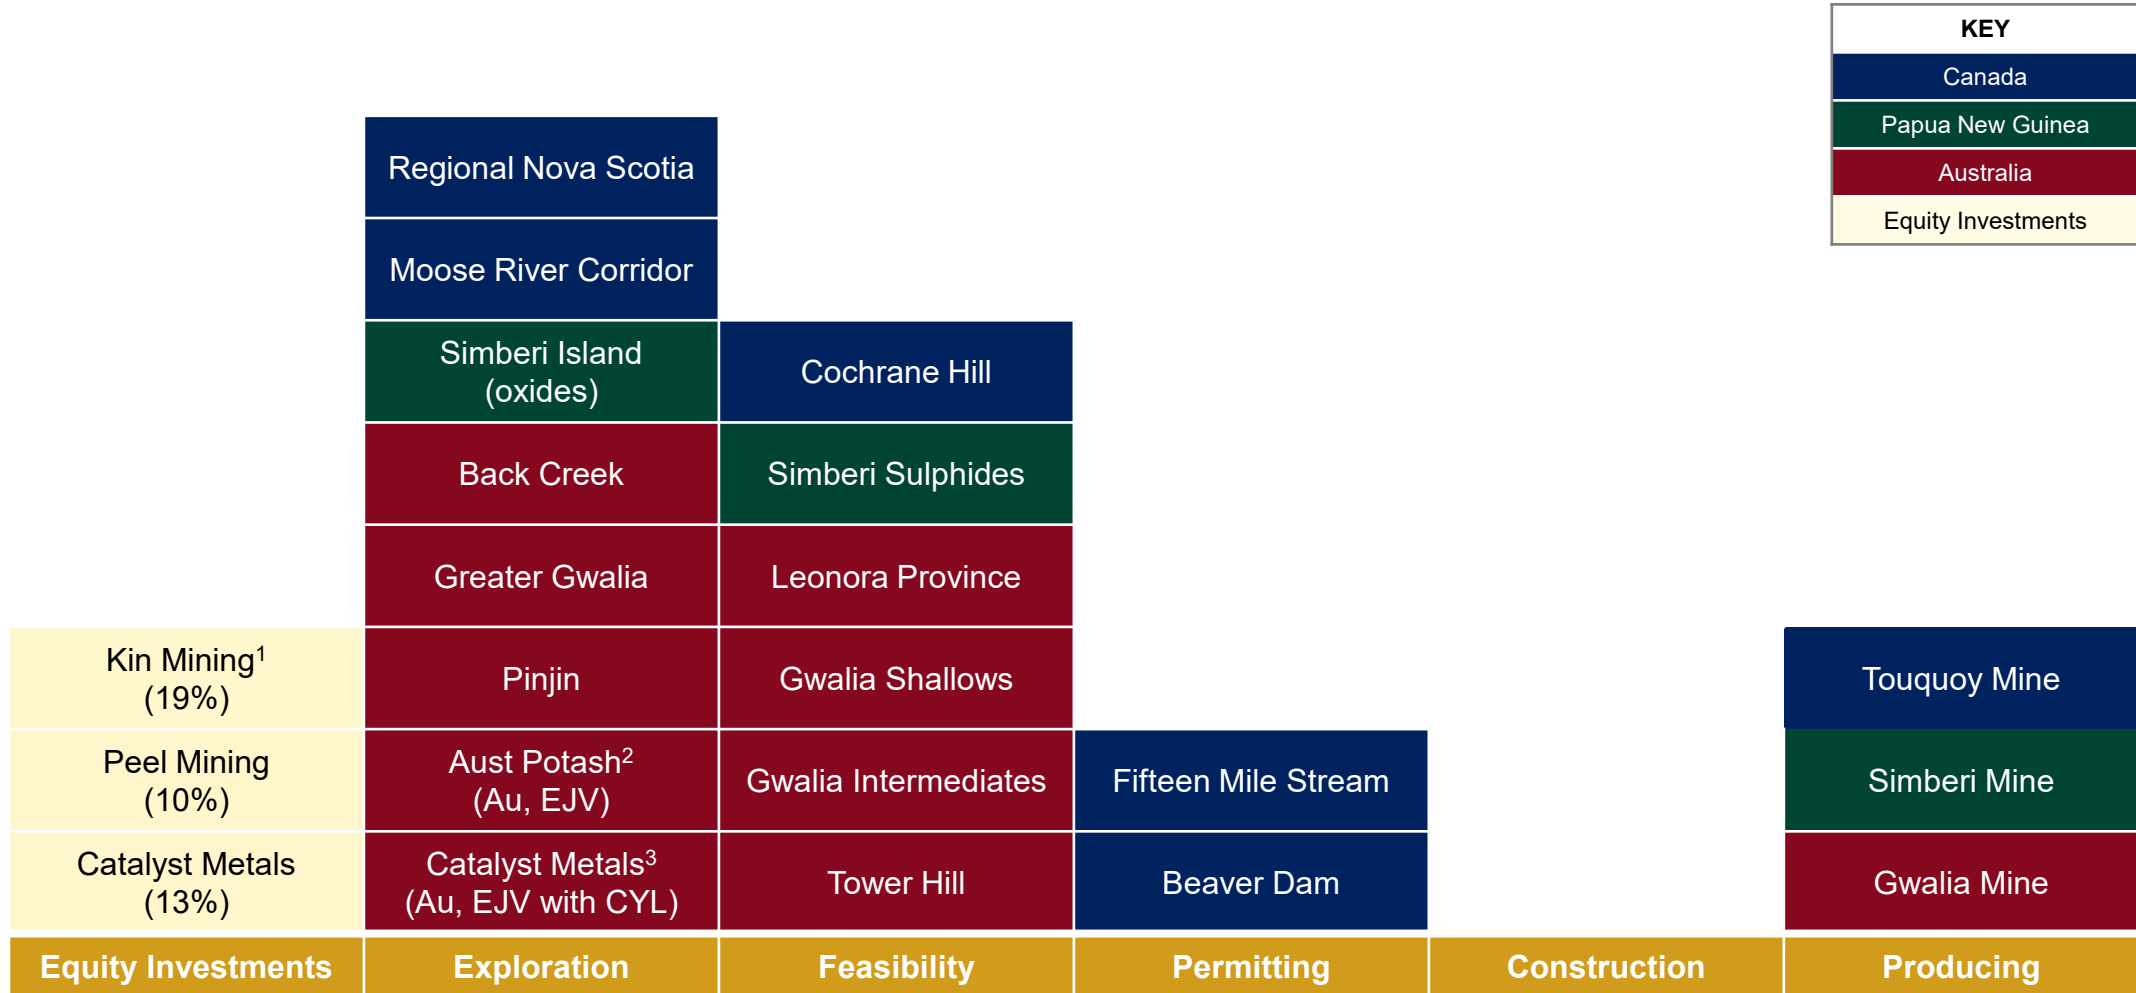 KEY
Canada
Papua New Guinea
Australia
Equity Investments
Regional Nova Scotia
Moose River Corridor
Simberi Island
(oxides)
Cochrane Hill
Back Creek
Simberi Sulphides
Greater Gwalia
Leonora Province
Kin Mining¹
(19%)
Pinjin
Gwalia Shallows
Touquoy Mine
Peel Mining
(10%)
Aust Potash²
(Au, EJV)
Gwalia Intermediates
Fifteen Mile Stream
Simberi Mine
Catalyst Metals
(13%)
Catalyst Metals³
(Au, EJV with CYL)
Tower Hill
Beaver Dam
Gwalia Mine
Equity Investments
Exploration
Feasibility
Permitting
Construction
Producing